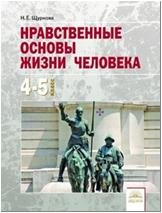 Н.Е. Щуркова
НРАВСТВЕННЫЕ
ОСНОВЫ
ЖИЗНИ ЧЕЛОВЕКА
4-5
класс